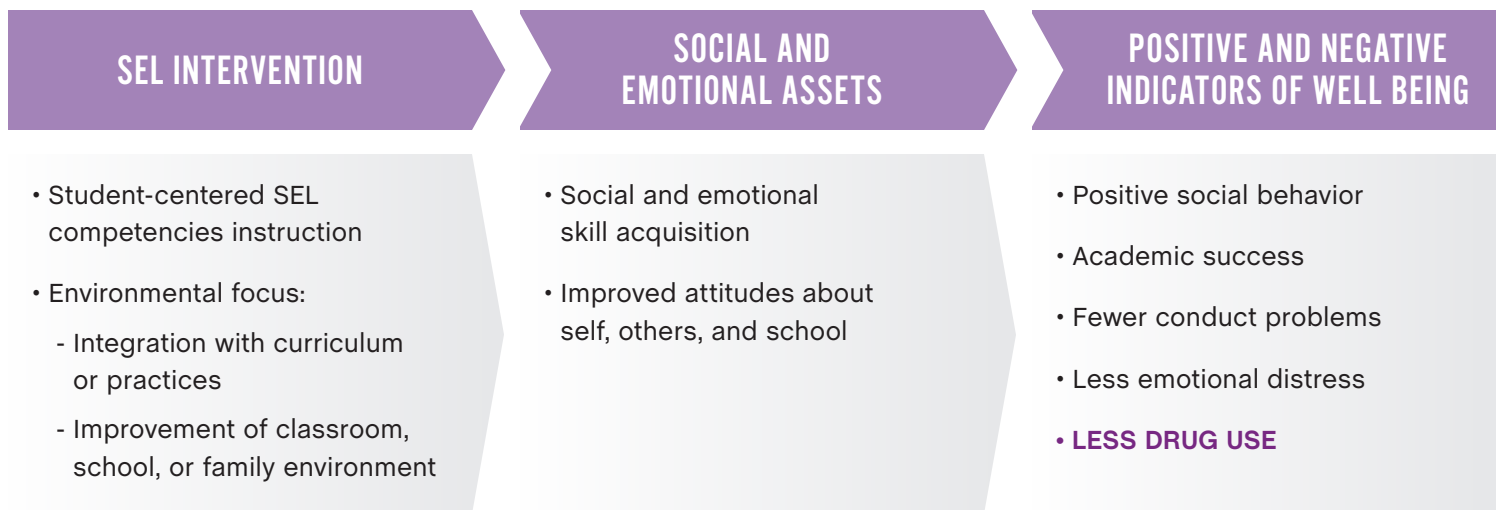 SEL INTERVENTION
• Student-centered SEL
competencies instruction
• Environmental focus:
- Integration with curriculum
or practices
- Improvement of classroom,
school, or family environment
SOCIAL AND
EMOTIONAL ASSETS
• Social and emotional
skill acquisition
• Improved attitudes about
self, others, and school
POSITIVE AND NEGATIVE
INDICATORS OF WELL BEING
• Positive social behavior
• Academic success
• Fewer conduct problems
• Less emotional distress
• LESS DRUG USE